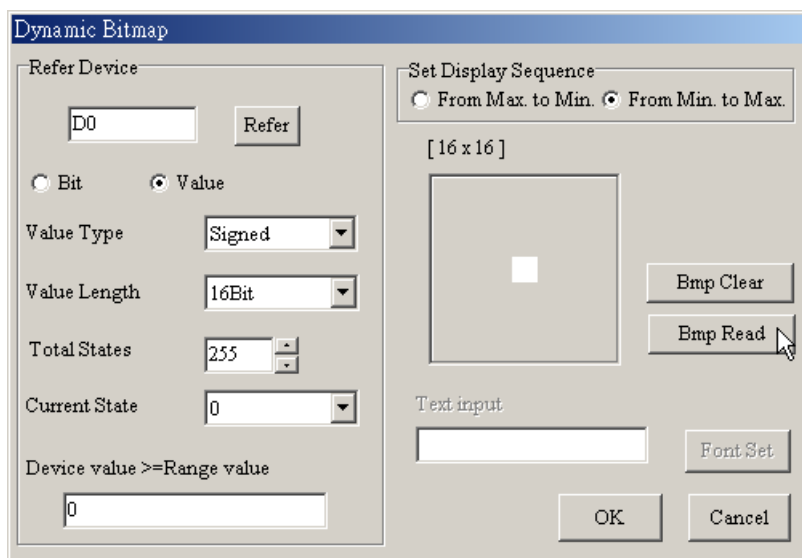 Dynamic Bitmap
Refer Device
D0
Refer
Bit
Value
Value Type
Signed
Value Length
16Bit
Total States
255
Current State
0
Device value >=Range value
0
Set Display Sequence
From Max. to Min.
From Min. to Max.
[ 16 x 16 ]
Bmp Clear
Bmp Read
Text input
Font Set
OK
Cancel